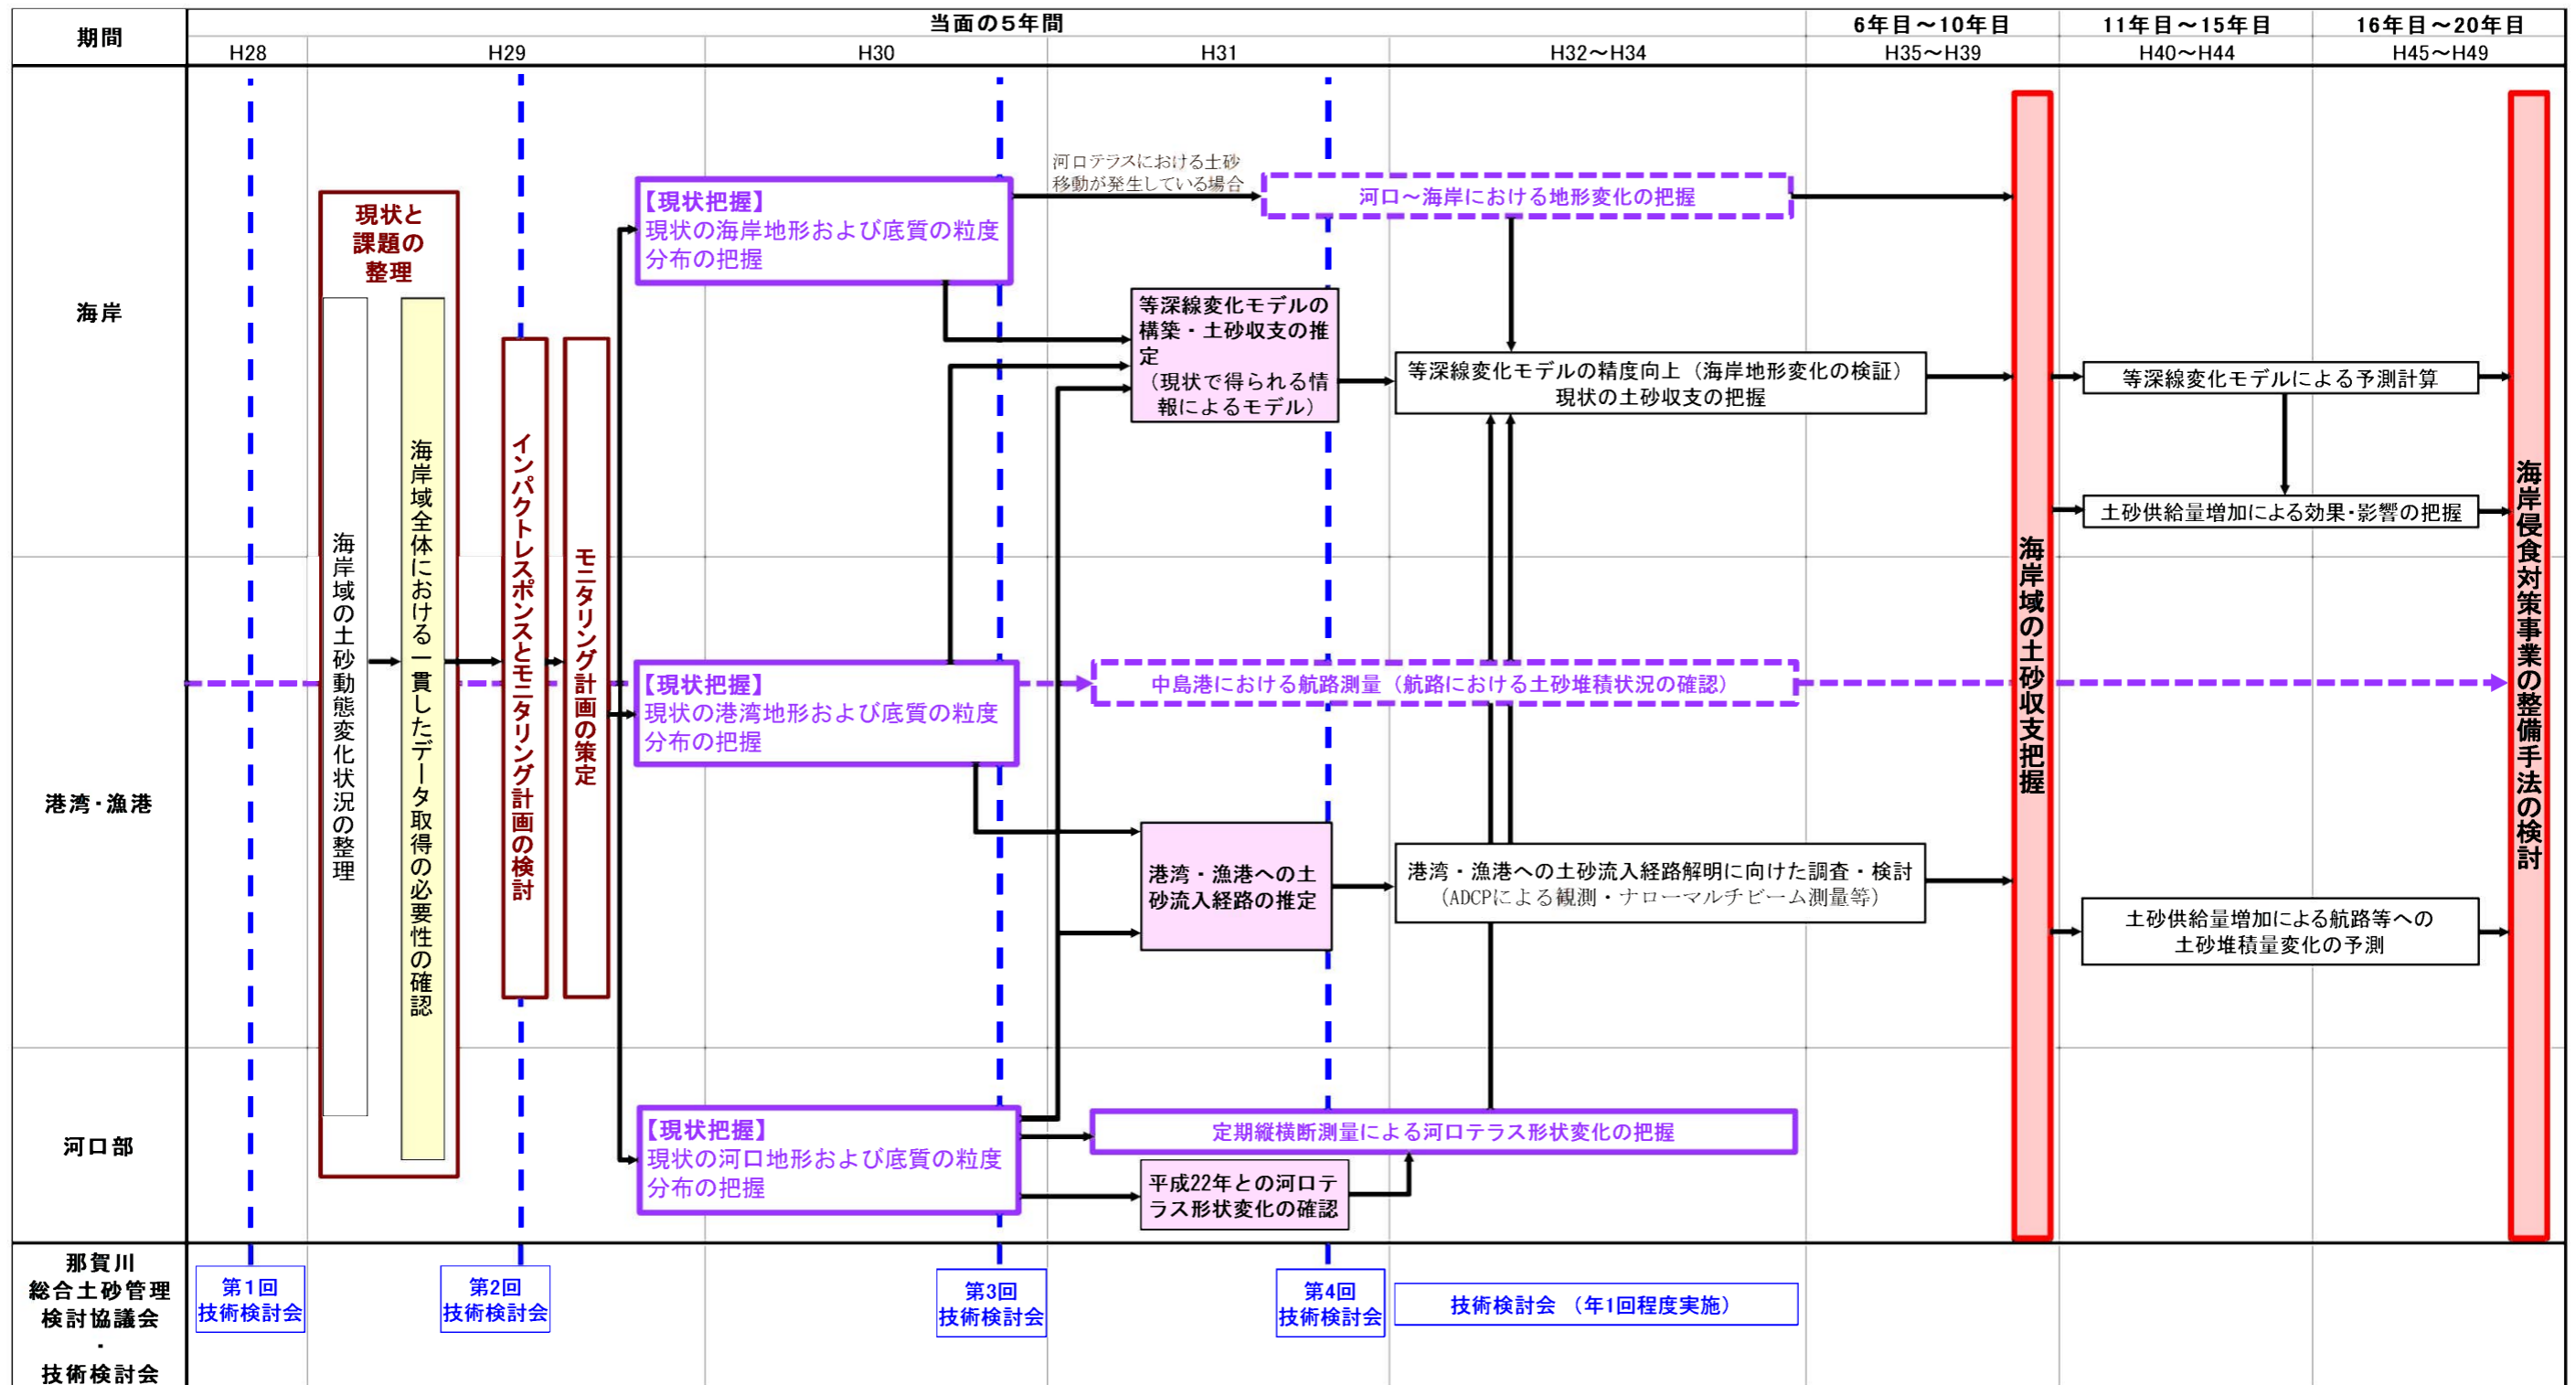 期間
当面の5年間
6年目～10年目
11年目～15年目
16年目～20年目
H28
H29
H30
H31
H32～H34
H35～H39
H40～H44
H45～H49
海岸
港湾・漁港
河口部
現状と
課題の
整理
海岸域の土砂動態変化状況の整理
海岸域全体における一貫したデータ取得の必要性の確認
インパクトレスポンスとモニタリング計画の検討
モニタリング計画の策定
【現状把握】
現状の海岸地形および底質の粒度
分布の把握
河口テラスにおける土砂
移動が発生している場合
河口～海岸における地形変化の把握
等深線変化モデルの
構築・土砂収支の推
定
（現状で得られる情
報によるモデル）
等深線変化モデルの精度向上（海岸地形変化の検証）
現状の土砂収支の把握
等深線変化モデルによる予測計算
土砂供給量増加による効果・影響の把握
【現状把握】
現状の港湾地形および底質の粒度
分布の把握
中島港における航路測量（航路における土砂堆積状況の確認）
港湾・漁港への土
砂流入経路の推定
港湾・漁港への土砂流入経路解明に向けた調査・検討
（ADCPによる観測・ナローマルチビーム測量等）
土砂供給量増加による航路等への
土砂堆積量変化の予測
【現状把握】
現状の河口地形および底質の粒度
分布の把握
定期縦横断測量による河口テラス形状変化の把握
平成22年との河口テ
ラス形状変化の確認
海岸域の土砂収支把握
海岸侵食対策事業の整備手法の検討
那賀川
総合土砂管理
検討協議会
・
技術検討会
第1回
技術検討会
第2回
技術検討会
第3回
技術検討会
第4回
技術検討会
技術検討会（年1回程度実施）